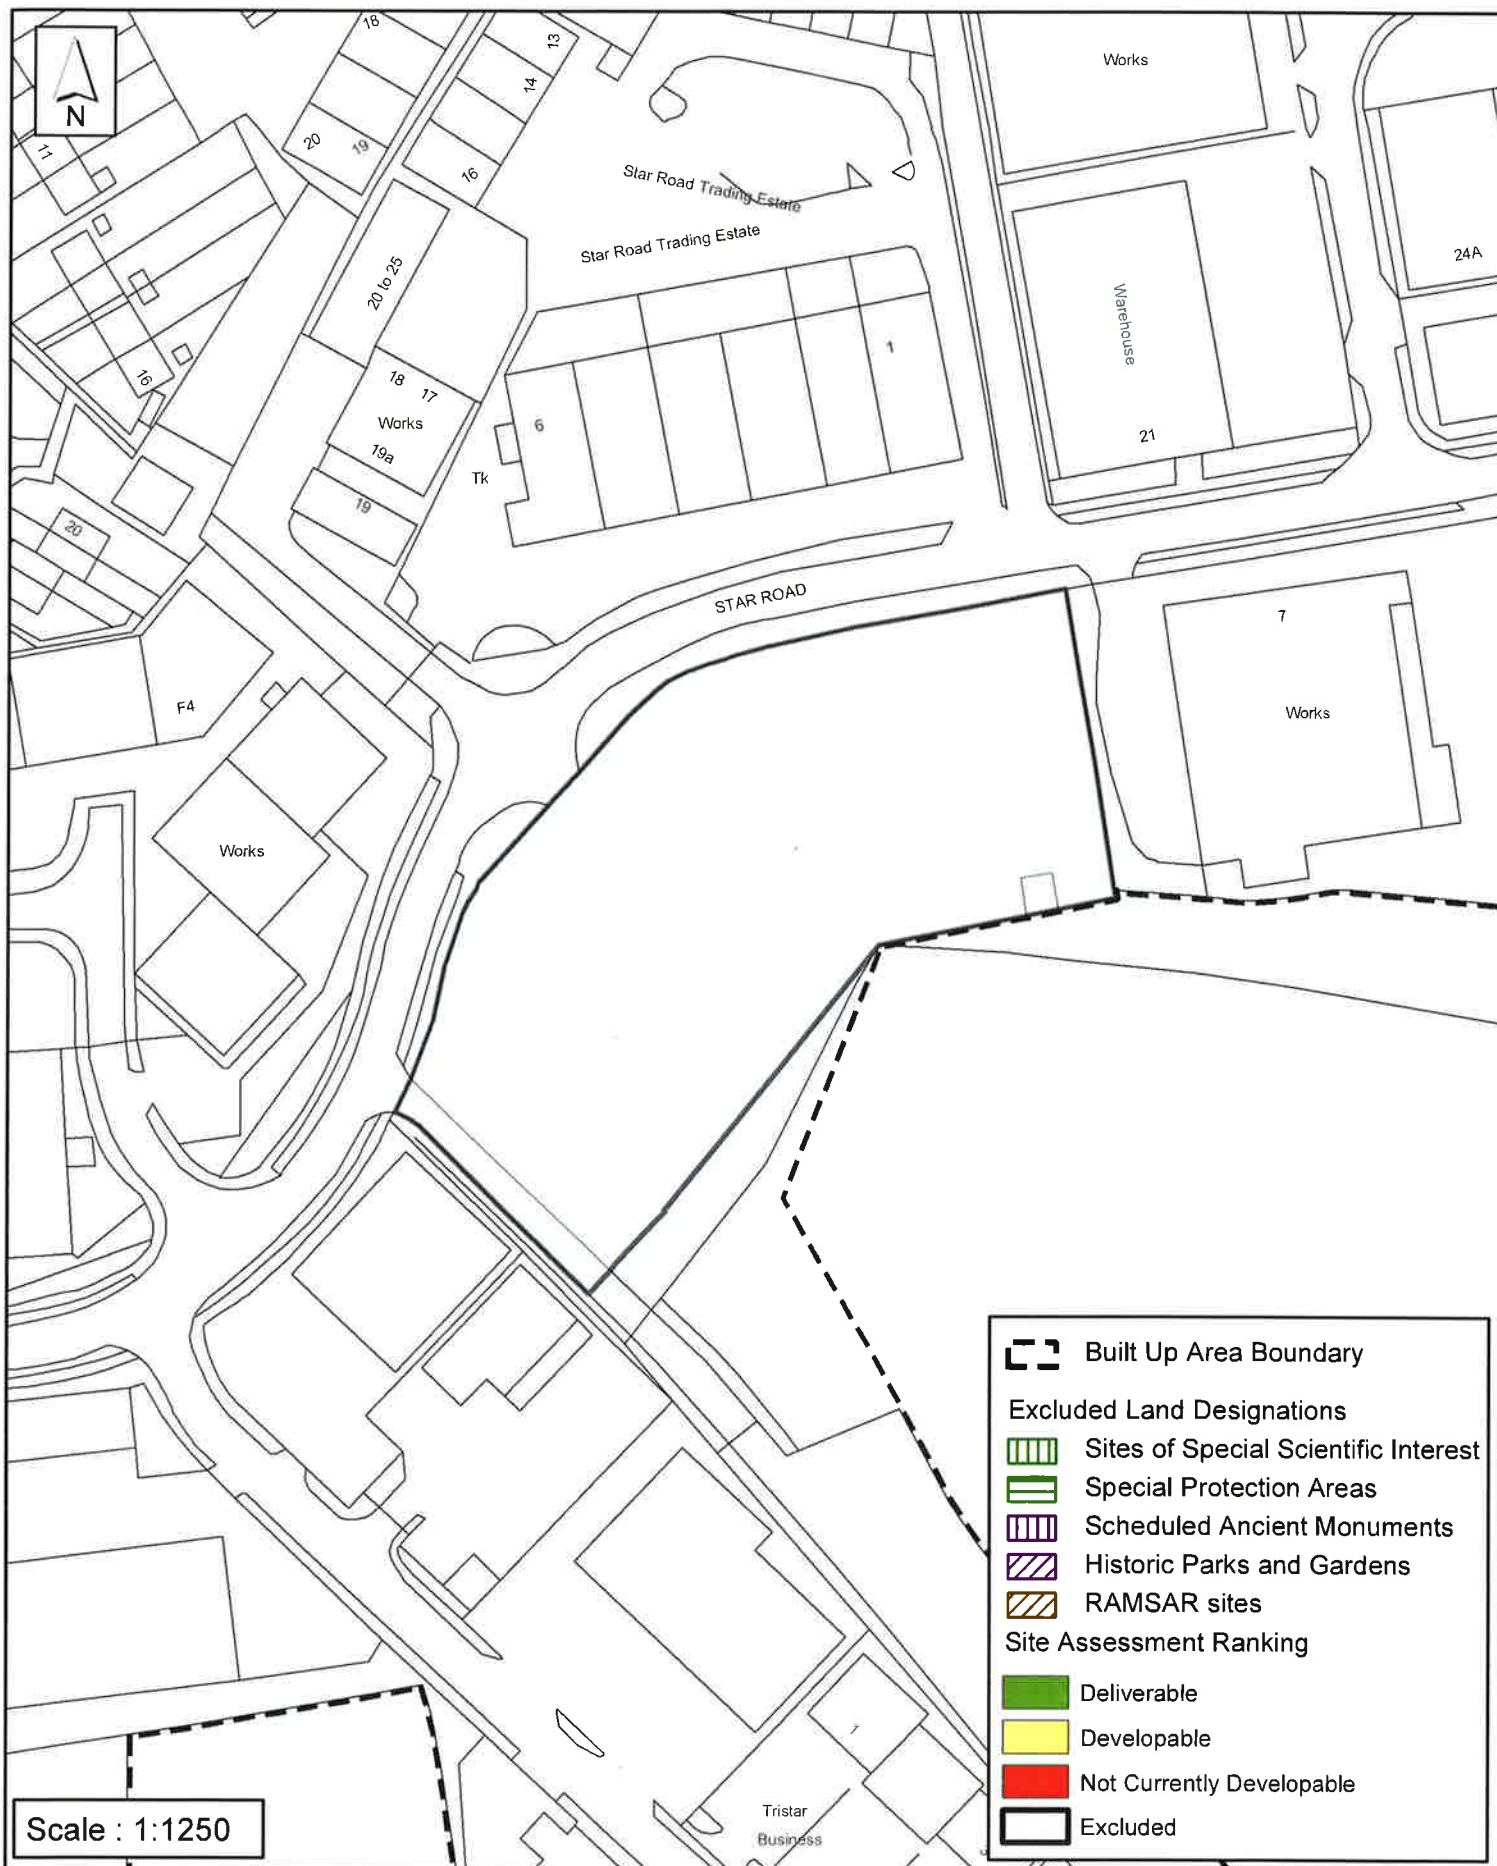 18
13
Works
N
14
11
20
19
16
Star Road Trading Estate
Star Road Trading Estate
24A
20 to 25
Warehouse
1
16
18
17
6
Works
21
19a
Tk
19
20
STAR ROAD
7
F4
Works
Works
Built Up Area Boundary
Excluded Land Designations
Sites of Special Scientific Interest
Special Protection Areas
Scheduled Ancient Monuments
Historic Parks and Gardens
RAMSAR sites
Site Assessment Ranking
Deliverable
1
Developable
Not Currently Developable
Tristar
Business
Excluded
Scale : 1:1250